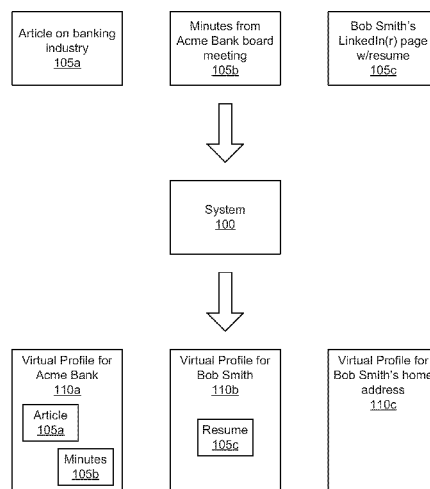 Article on banking
industry
105a
Minutes from
Acme Bank board
meeting
105b
Bob Smith's
LinkedIn(r) page
w/resume
105c
System
100
Virtual Profile for
Acme Bank
110a
Article
105a
Minutes
105b
Virtual Profile for
Bob Smith
110b
Resume
105c
Virtual Profile for
Bob Smith's home
address
110c